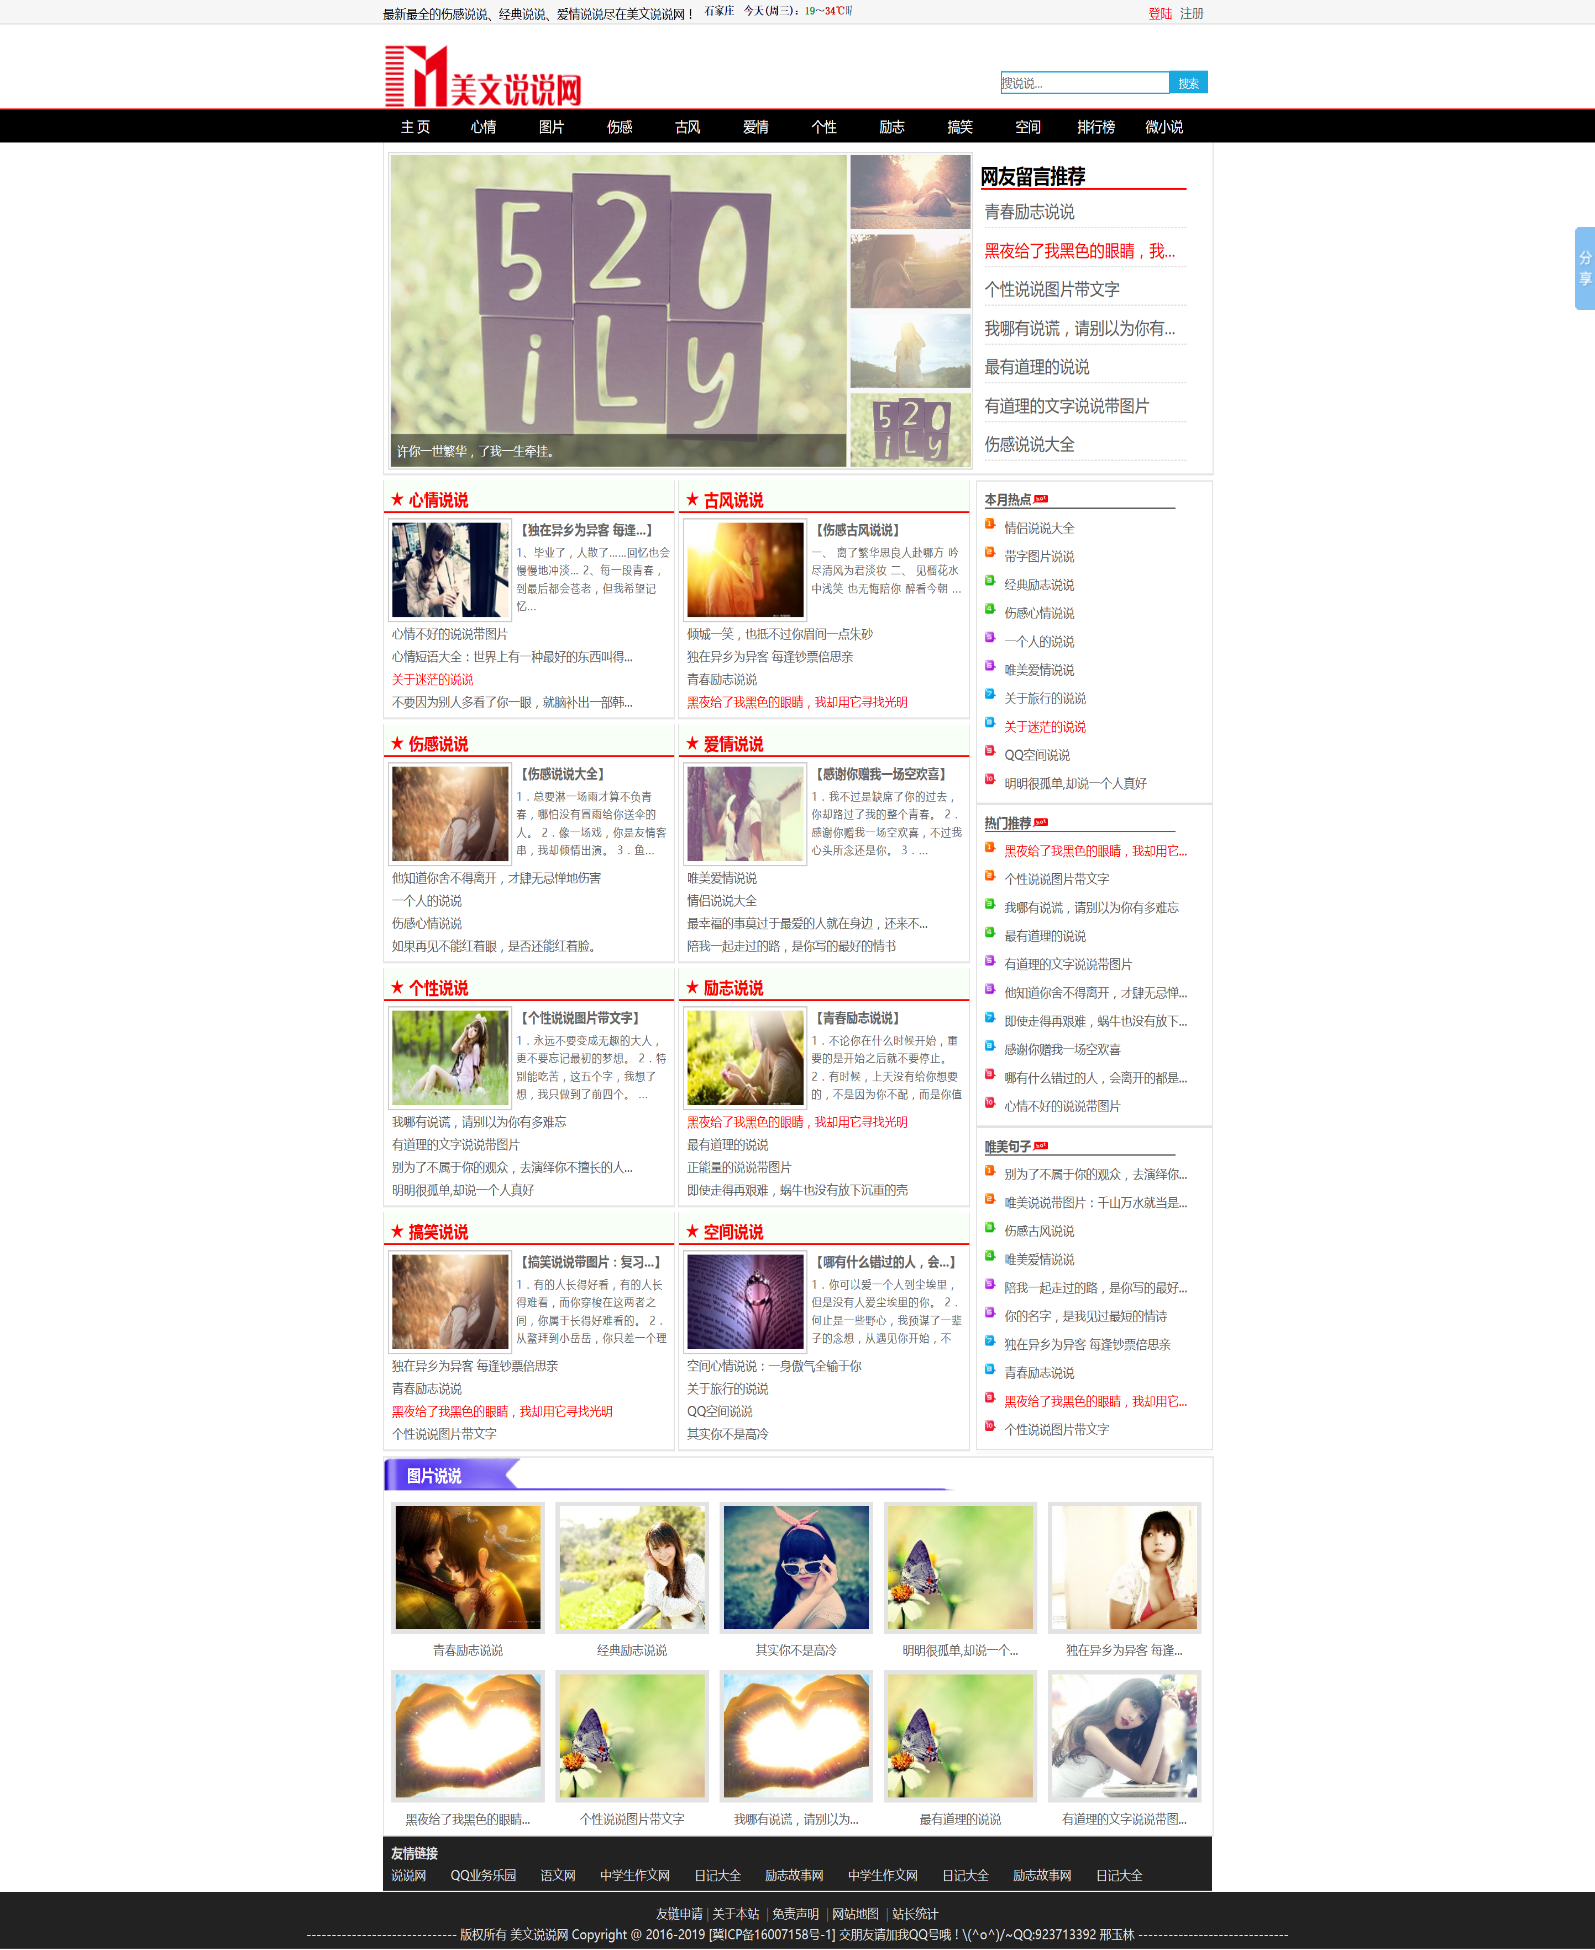 最新最全的伤感说说、经典说说、爱情说说尽在美文说说网！ 石家庄 今天(周三)：19～34℃
登陆 注册
美文说说网
搜说说... 搜索
主 页 心情 图片 伤感 古风 爱情 个性 励志 搞笑 空间 排行榜 微小说
520
ily
许你一世繁华，了我一生牵挂。
网友留言推荐
青春励志说说
黑夜给了我黑色的眼睛，我...
个性说说图片带文字
我哪有说谎，请别以为你有...
最有道理的说说
有道理的文字说说带图片
伤感说说大全
分享
★ 心情说说
【独在异乡为异客 每逢...】
1、毕业了，人散了……回忆也会
慢慢地冲淡... 2、每一段青春，
到最后都会苍老，但我希望记
忆...
心情不好的说说带图片
心情短语大全：世界上有一种最好的东西叫得...
关于迷茫的说说
不要因为别人多看了你一眼，就脑补出一部韩...
★ 古风说说
【伤感古风说说】
一、 离了繁华思良人赴哪方 吟
尽清风为君淡妆 二、 见榴花水
中浅笑 也无悔陪你 醉看今朝 ...
倾城一笑，也抵不过你眉间一点朱砂
独在异乡为异客 每逢钞票倍思亲
青春励志说说
黑夜给了我黑色的眼睛，我却用它寻找光明
★ 伤感说说
【伤感说说大全】
1．总要淋一场雨才算不负青
春，哪怕没有冒雨给你送伞的
人。 2．像一场戏，你是友情客
串，我却倾情出演。 3．鱼...
他知道你舍不得离开，才肆无忌惮地伤害
一个人的说说
伤感心情说说
如果再见不能红着眼，是否还能红着脸。
★ 爱情说说
【感谢你赠我一场空欢喜】
1．我不过是缺席了你的过去，
你却路过了我的整个青春。 2．
感谢你赠我一场空欢喜，不过我
心头所念还是你。 3．...
唯美爱情说说
情侣说说大全
最幸福的事莫过于最爱的人就在身边，还来不...
陪我一起走过的路，是你写的最好的情书
★ 个性说说
【个性说说图片带文字】
1．永远不要变成无趣的大人，
更不要忘记最初的梦想。 2．特
别能吃苦，这五个字，我想了
想，我只做到了前四个。 ...
我哪有说谎，请别以为你有多难忘
有道理的文字说说带图片
别为了不属于你的观众，去演绎你不擅长的人...
明明很孤单,却说一个人真好
★ 励志说说
【青春励志说说】
1．不论你在什么时候开始，重
要的是开始之后就不要停止。
2．有时候，上天没有给你想要
的，不是因为你不配，而是你值
黑夜给了我黑色的眼睛，我却用它寻找光明
最有道理的说说
正能量的说说带图片
即使走得再艰难，蜗牛也没有放下沉重的壳
★ 搞笑说说
【搞笑说说带图片：复习...】
1．有的人长得好看，有的人长
得难看，而你穿梭在这两者之
间，你属于长得好难看的。 2．
从鳌拜到小岳岳，你只差一个理
独在异乡为异客 每逢钞票倍思亲
青春励志说说
黑夜给了我黑色的眼睛，我却用它寻找光明
个性说说图片带文字
★ 空间说说
【哪有什么错过的人，会...】
1．你可以爱一个人到尘埃里，
但是没有人爱尘埃里的你。 2．
何止是一些野心，我预谋了一辈
子的念想，从遇见你开始，不
空间心情说说：一身傲气全输于你
关于旅行的说说
QQ空间说说
其实你不是高冷
本月热点 hot
1 情侣说说大全
2 带字图片说说
3 经典励志说说
4 伤感心情说说
5 一个人的说说
6 唯美爱情说说
7 关于旅行的说说
8 关于迷茫的说说
9 QQ空间说说
10 明明很孤单,却说一个人真好
热门推荐 hot
1 黑夜给了我黑色的眼睛，我却用它...
2 个性说说图片带文字
3 我哪有说谎，请别以为你有多难忘
4 最有道理的说说
5 有道理的文字说说带图片
6 他知道你舍不得离开，才肆无忌惮...
7 即使走得再艰难，蜗牛也没有放下...
8 感谢你赠我一场空欢喜
9 哪有什么错过的人，会离开的都是...
10 心情不好的说说带图片
唯美句子 hot
1 别为了不属于你的观众，去演绎你...
2 唯美说说带图片：千山万水就当是...
3 伤感古风说说
4 唯美爱情说说
5 陪我一起走过的路，是你写的最好...
6 你的名字，是我见过最短的情诗
7 独在异乡为异客 每逢钞票倍思亲
8 青春励志说说
9 黑夜给了我黑色的眼睛，我却用它...
10 个性说说图片带文字
图片说说
青春励志说说 经典励志说说 其实你不是高冷 明明很孤单,却说一个... 独在异乡为异客 每逢...
黑夜给了我黑色的眼睛... 个性说说图片带文字 我哪有说谎，请别以为... 最有道理的说说 有道理的文字说说带图...
友情链接
说说网 QQ业务乐园 语文网 中学生作文网 日记大全 励志故事网 中学生作文网 日记大全 励志故事网 日记大全
友链申请 | 关于本站 | 免责声明 | 网站地图 | 站长统计
------------------------------ 版权所有 美文说说网 Copyright @ 2016-2019 [冀ICP备16007158号-1] 交朋友请加我QQ号哦！\(^o^)/~QQ:923713392 邢玉林 ------------------------------